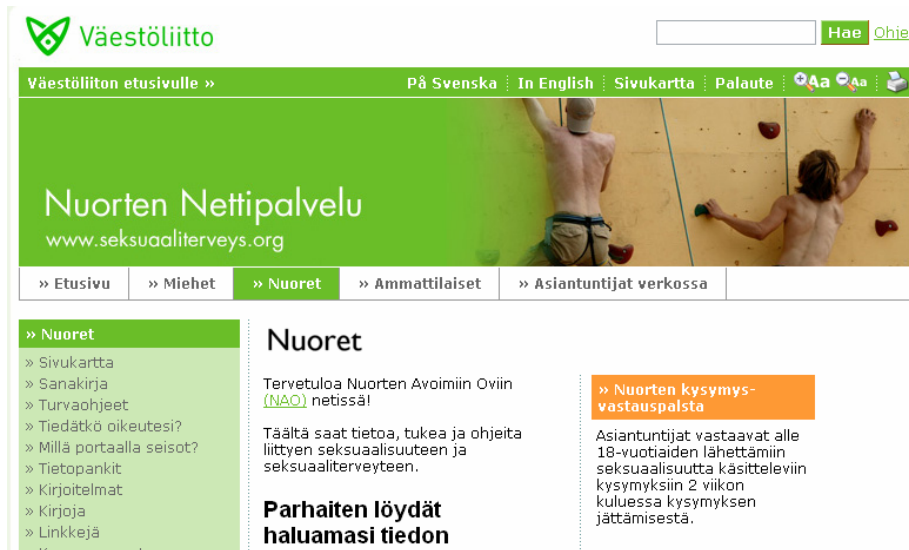 Väestöliitto
Hae Ohje
Väestöliiton etusivulle »
På Svenska In English Sivukartta Palaute Aa Aa
Nuorten Nettipalvelu
www.seksuaaliterveys.org
» Etusivu » Miehet » Nuoret » Ammattilaiset » Asiantuntijat verkossa
» Nuoret
» Sivukartta
» Sanakirja
» Turvaohjeet
» Tiedätkö oikeutesi?
» Millä portaalla seisot?
» Tietopankit
» Kirjoitelmat
» Kirjoja
» Linkkejä
Nuoret
Tervetuloa Nuorten Avoimiin Oviin
(NAO) netissä!
Täältä saat tietoa, tukea ja ohjeita
liittyen seksuaalisuuteen ja
seksuaaliterveyteen.
Parhaiten löydät
haluamasi tiedon
» Nuorten kysymys-
vastauspalsta
Asiantuntijat vastaavat alle
18-vuotiaiden lähettämiin
seksuaalisuutta käsitteleviin
kysymyksiin 2 viikon
kuluessa kysymyksen
jättämisestä.